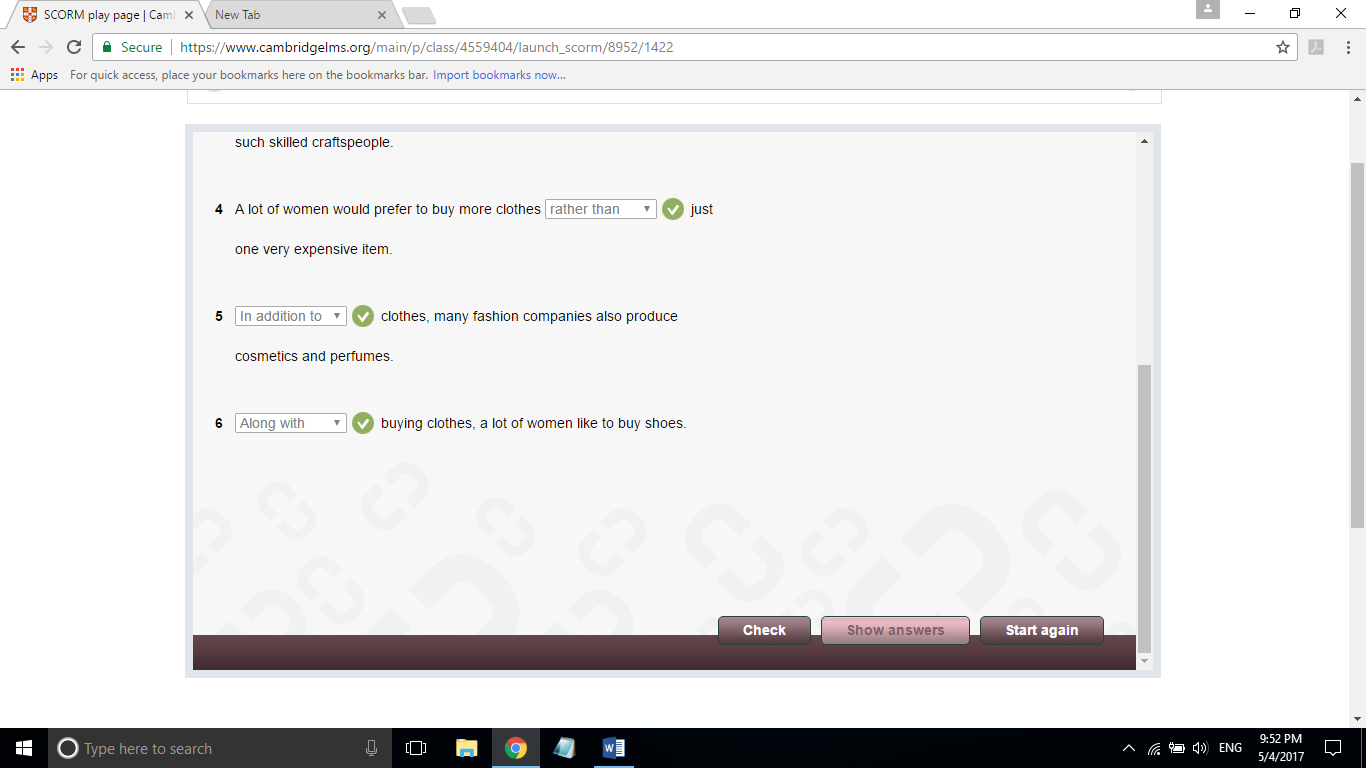 SCORM play page | Cam
New Tab
Secure
https://www.cambridgelms.org/main/p/class/4559404/launch_scorm/8952/1422
Apps For quick access, place your bookmarks here on the bookmarks bar. Import bookmarks now...
such skilled craftspeople.
4 A lot of women would prefer to buy more clothes rather than just
one very expensive item.
5 In addition to clothes, many fashion companies also produce
cosmetics and perfumes.
6 Along with buying clothes, a lot of women like to buy shoes.
Check Show answers Start again
Type here to search
ENG
9:52 PM
5/4/2017